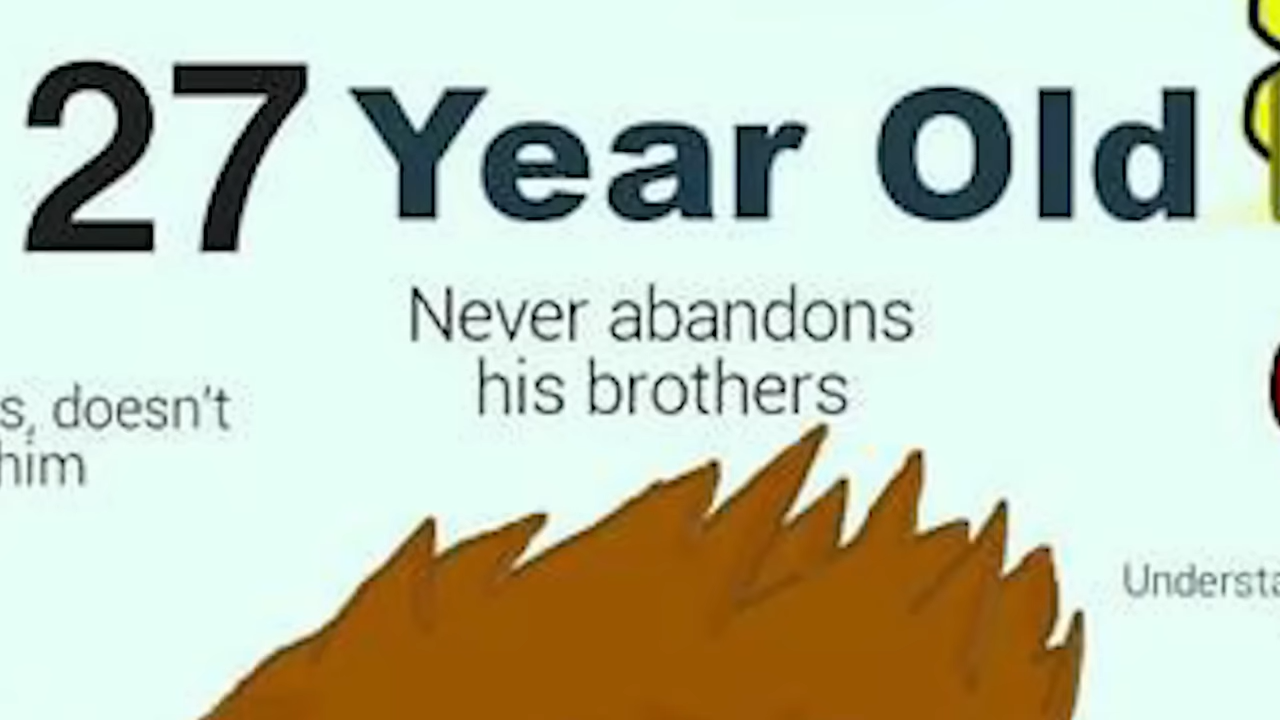 27 Year Old
Never abandons
his brothers
s, doesn't
him
Understa